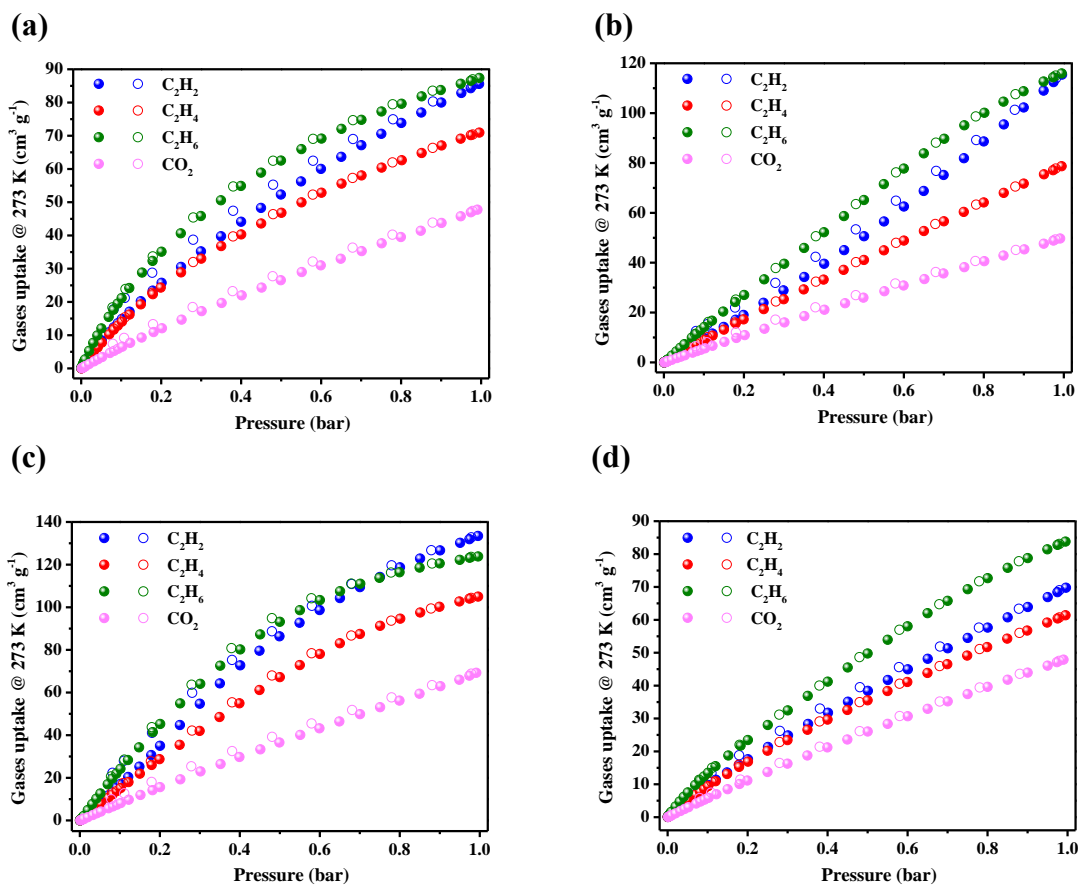 (a)
Gases uptake @ 273 K (cm³ g⁻¹)
90
80
70
60
50
40
30
20
10
0
C₂H₂
C₂H₄
C₂H₆
CO₂
0.0 0.2 0.4 0.6 0.8 1.0
Pressure (bar)
(b)
Gases uptake @ 273 K (cm³ g⁻¹)
120
100
80
60
40
20
0
C₂H₂
C₂H₄
C₂H₆
CO₂
0.0 0.2 0.4 0.6 0.8 1.0
Pressure (bar)
(c)
Gases uptake @ 273 K (cm³ g⁻¹)
140
120
100
80
60
40
20
0
C₂H₂
C₂H₄
C₂H₆
CO₂
0.0 0.2 0.4 0.6 0.8 1.0
Pressure (bar)
(d)
Gases uptake @ 273 K (cm³ g⁻¹)
90
80
70
60
50
40
30
20
10
0
C₂H₂
C₂H₄
C₂H₆
CO₂
0.0 0.2 0.4 0.6 0.8 1.0
Pressure (bar)